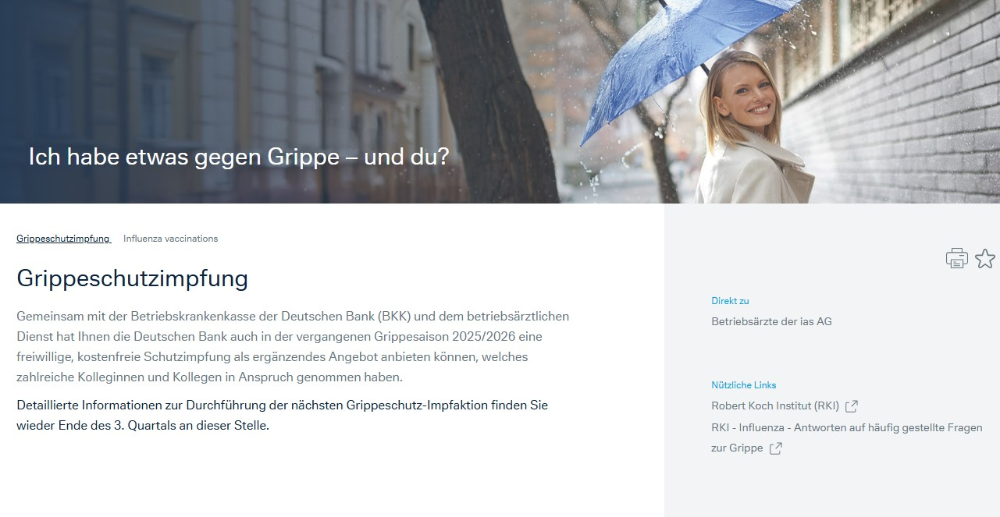 Ich habe etwas gegen Grippe – und du?
Grippeschutzimpfung
Influenza vaccinations
Grippeschutzimpfung
Gemeinsam mit der Betriebskrankenkasse der Deutschen Bank (BKK) und dem betriebsärztlichen
Dienst hat Ihnen die Deutschen Bank auch in der vergangenen Grippesaison 2025/2026 eine
freiwillige, kostenfreie Schutzimpfung als ergänzendes Angebot anbieten können, welches
zahlreiche Kolleginnen und Kollegen in Anspruch genommen haben.
Detaillierte Informationen zur Durchführung der nächsten Grippeschutz-Impfaktion finden Sie
wieder Ende des 3. Quartals an dieser Stelle.
Direkt zu
Betriebsärzte der ias AG
Nützliche Links
Robert Koch Institut (RKI)
RKI - Influenza - Antworten auf häufig gestellte Fragen
zur Grippe